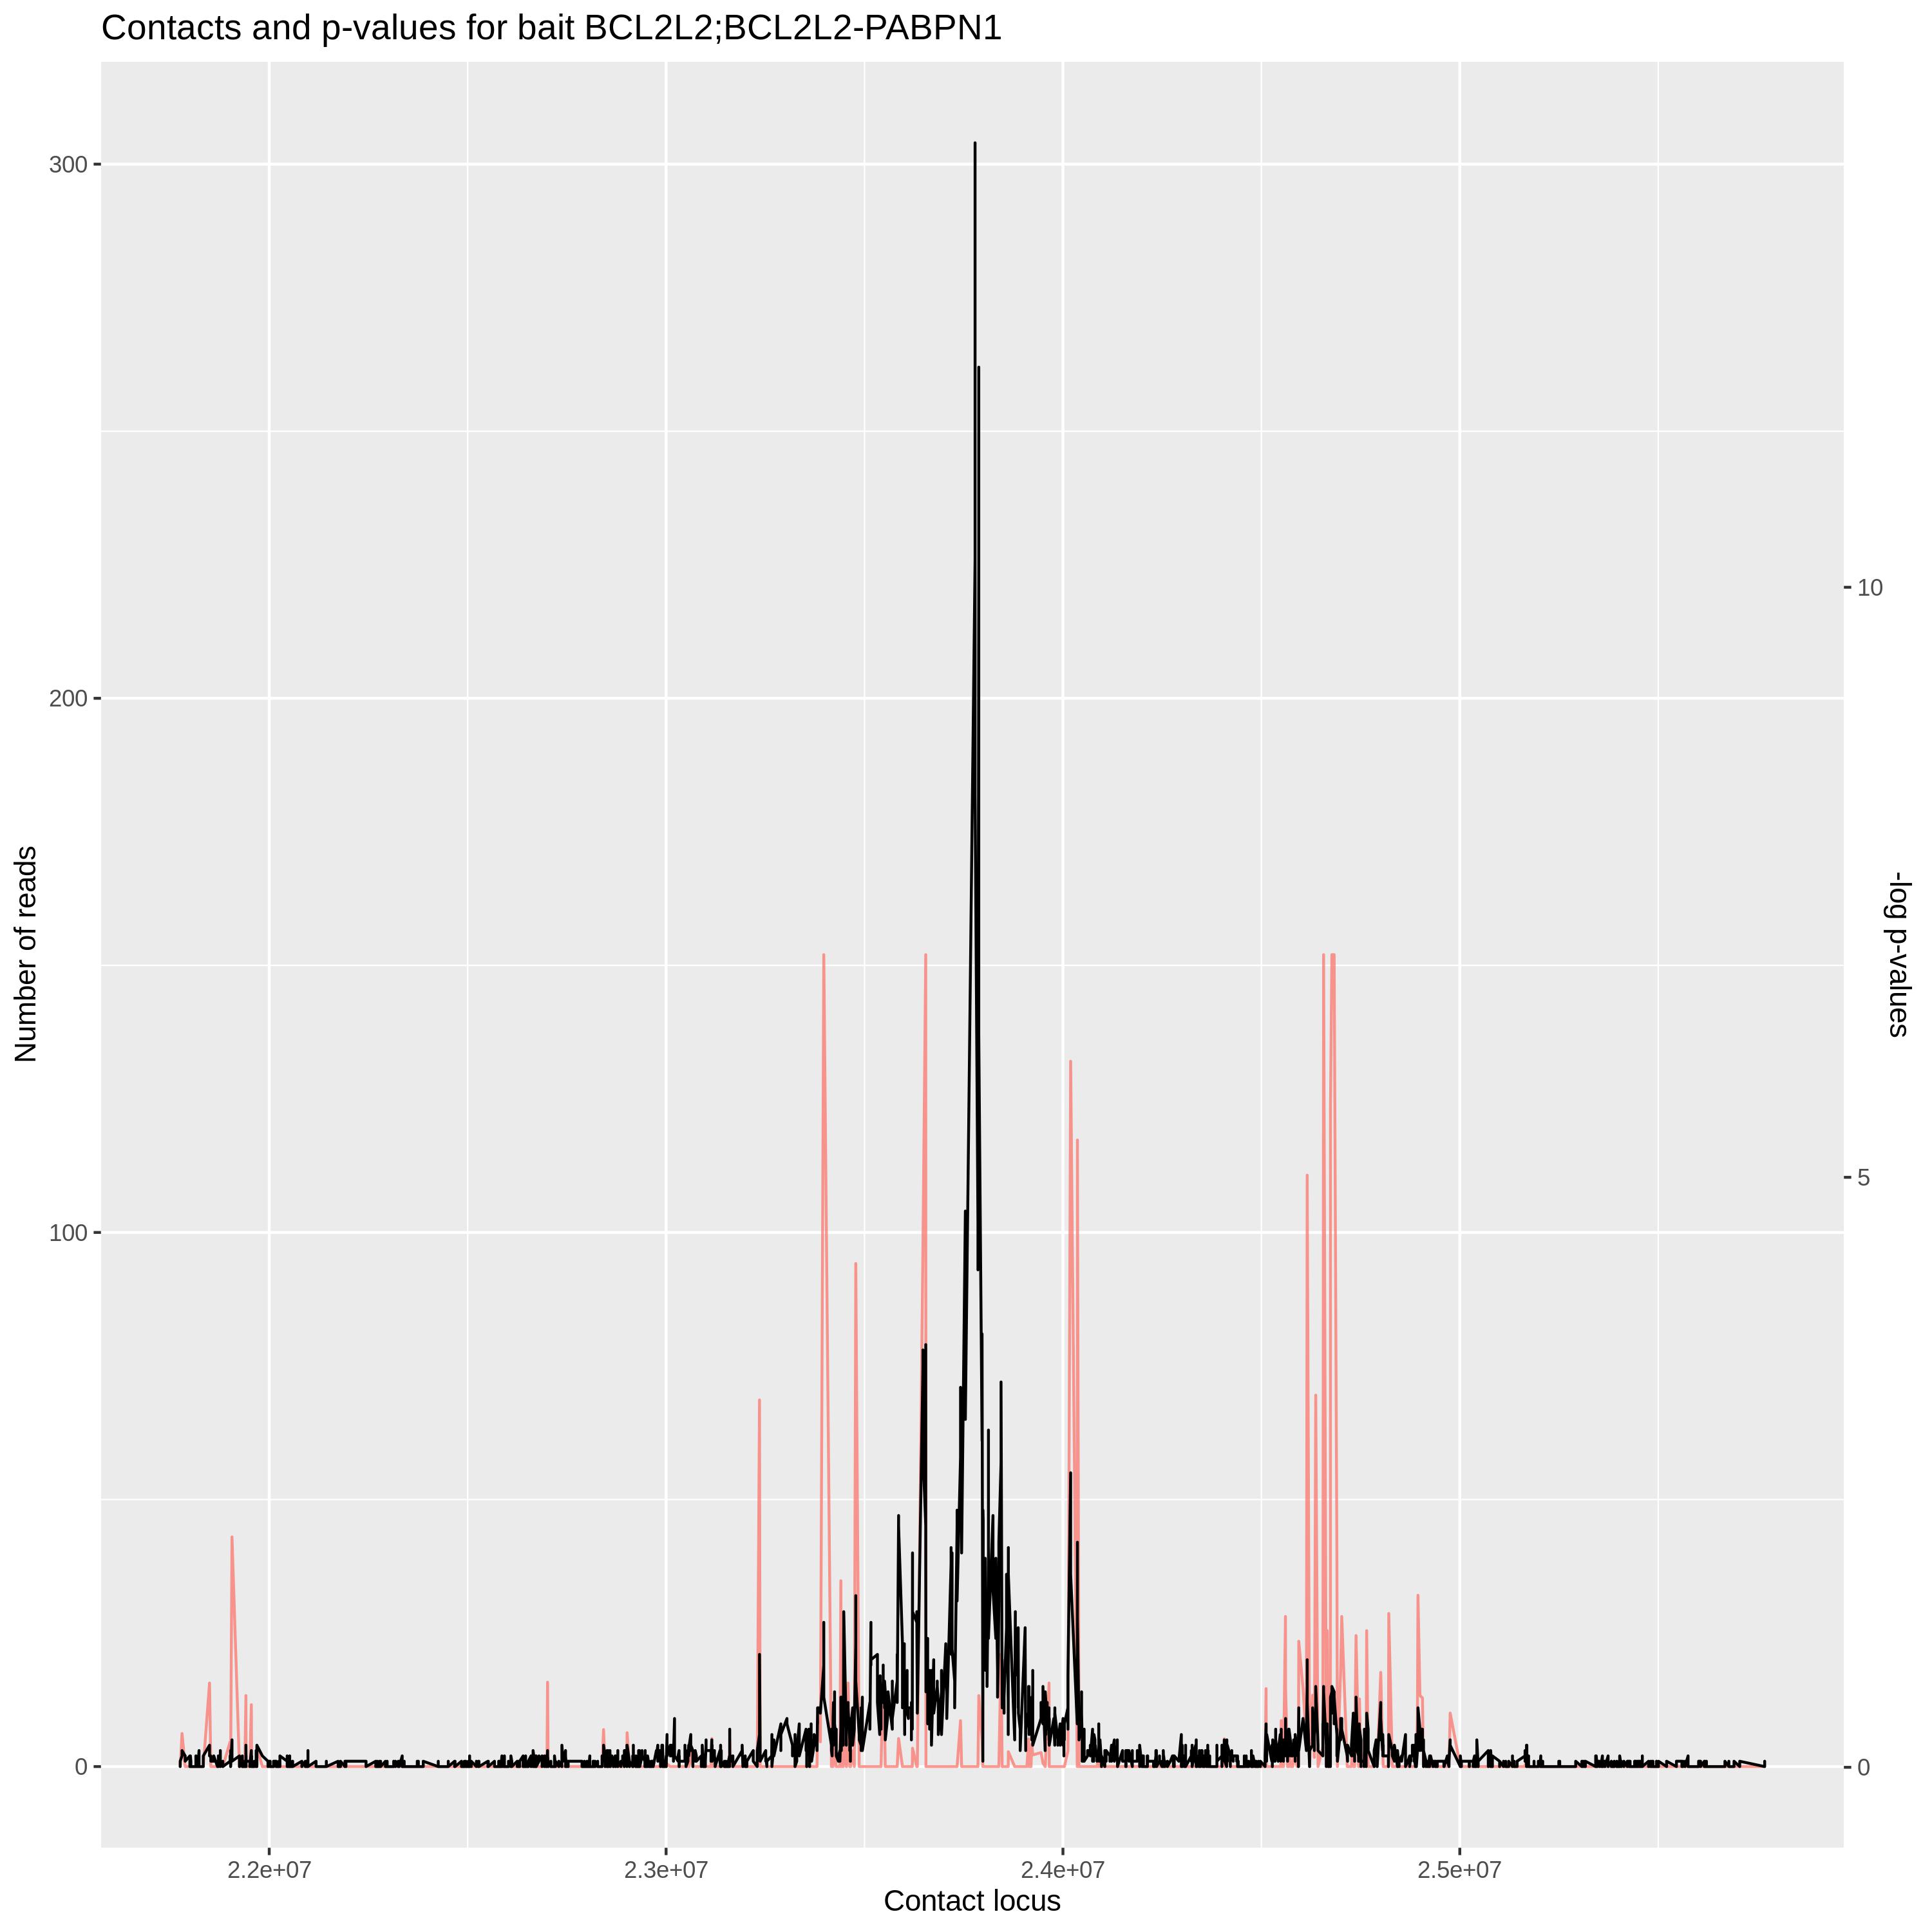 Contacts and p-values for bait BCL2L2;BCL2L2-PABPN1
300
200
100
0
Number of reads
10
5
0
-log p-values
2.2e+07
2.3e+07
2.4e+07
2.5e+07
Contact locus